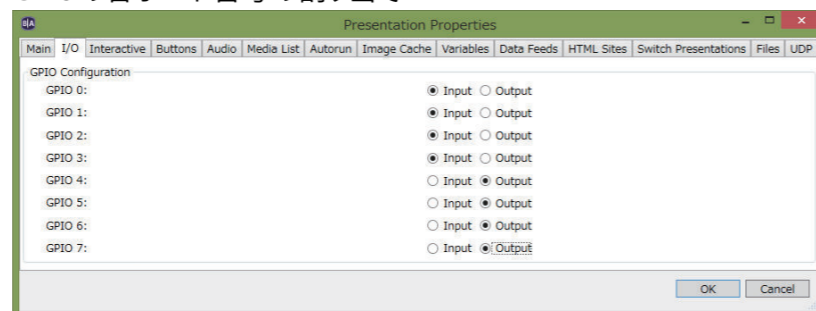 Presentation Properties
Main I/O Interactive Buttons Audio Media List Autorun Image Cache Variables Data Feeds HTML Sites Switch Presentations Files UDP
GPIO Configuration
GPIO 0: Input Output
GPIO 1: Input Output
GPIO 2: Input Output
GPIO 3: Input Output
GPIO 4: Input Output
GPIO 5: Input Output
GPIO 6: Input Output
GPIO 7: Input Output
OK Cancel